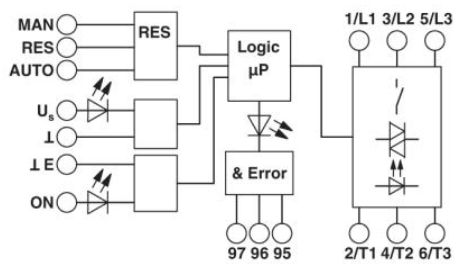 MAN
RES
AUTO
RES
Us
⊥
⊥ E
ON
Logic
µP
& Error
97 96 95
1/L1 3/L2 5/L3
2/T1 4/T2 6/T3